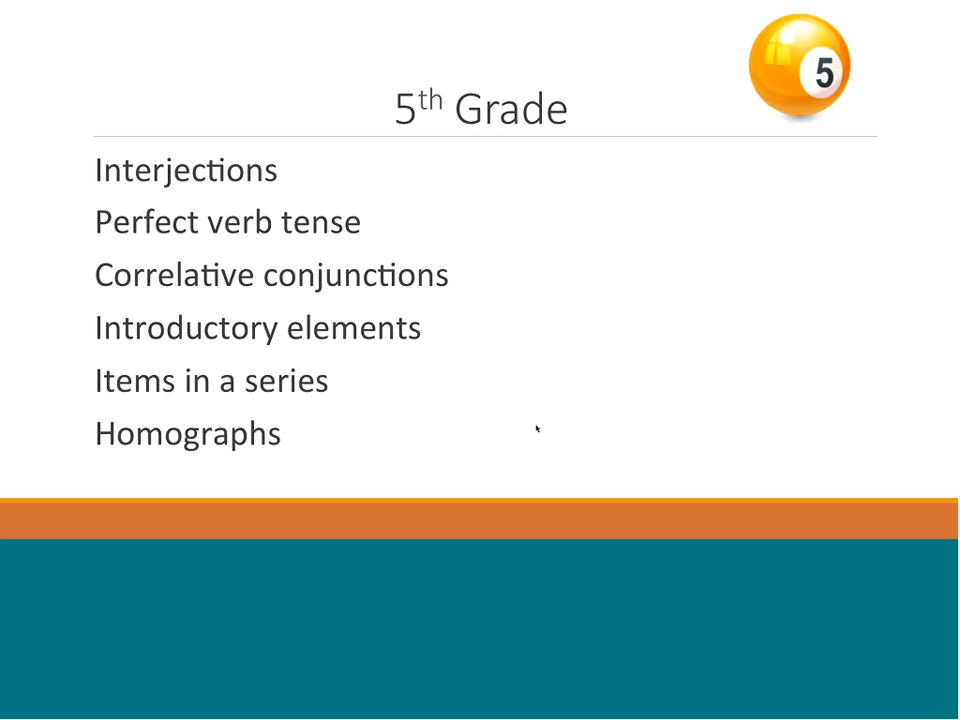 5
5th Grade
Interjections
Perfect verb tense
Correlative conjunctions
Introductory elements
Items in a series
Homographs